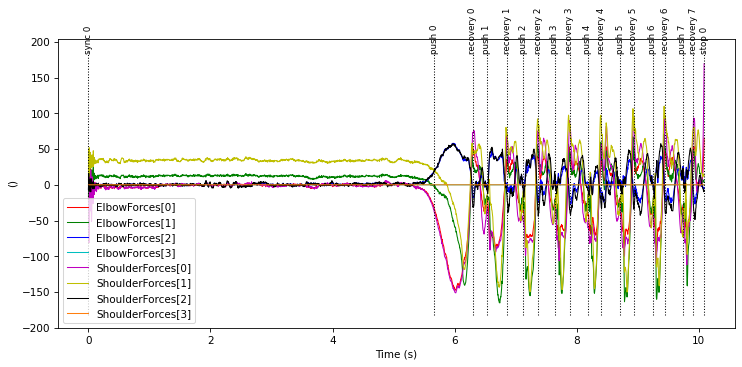 sync 0
push 0
recovery 0
push 1
recovery 1
push 2
recovery 2
push 3
recovery 3
push 4
recovery 4
push 5
recovery 5
push 6
recovery 6
push 7
recovery 7
stop 0
200
150
100
50
0
−50
−100
−150
−200
()
ElbowForces[0]
ElbowForces[1]
ElbowForces[2]
ElbowForces[3]
ShoulderForces[0]
ShoulderForces[1]
ShoulderForces[2]
ShoulderForces[3]
0 2 4 6 8 10
Time (s)